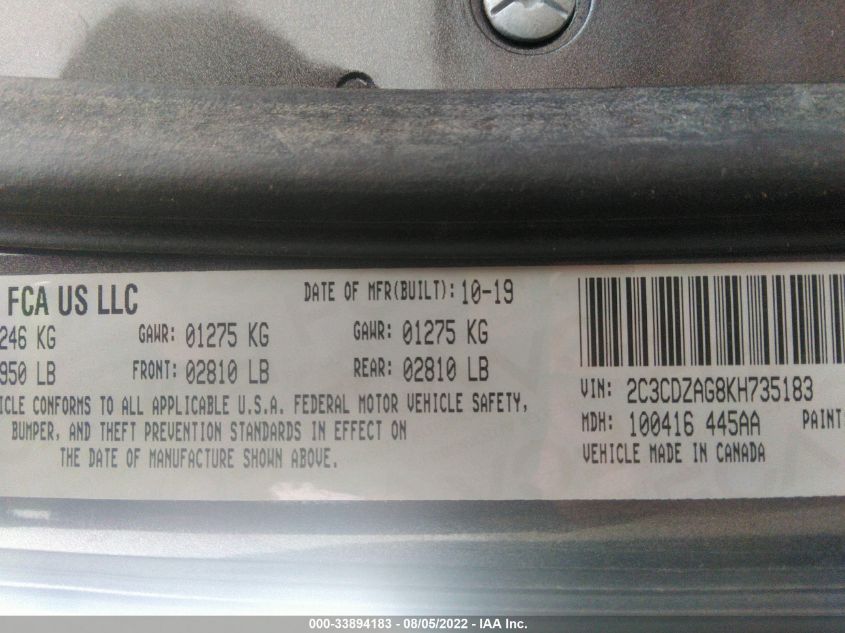 FCA US LLC
DATE OF MFR(BUILT): 10-19
246 KG GAWR: 01275 KG GAWR: 01275 KG
950 LB FRONT: 02810 LB REAR: 02810 LB
ICLE CONFORMS TO ALL APPLICABLE U.S.A. FEDERAL MOTOR VEHICLE SAFETY,
BUMPER, AND THEFT PREVENTION STANDARDS IN EFFECT ON
THE DATE OF MANUFACTURE SHOWN ABOVE.
VIN: 2C3CDZAG8KH735183
MDH: 100416 445AA PAINT:
VEHICLE MADE IN CANADA
000-33894183 - 08/05/2022 - IAA Inc.